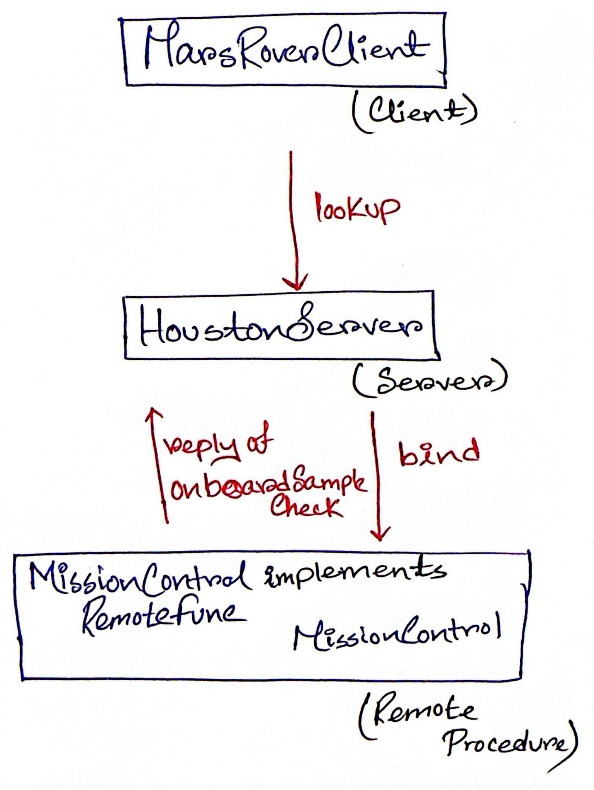 MarsRoverClient
(Client)
lookup
HoustonServer
(Server)
reply of
onboardSample
Check
bind
MissionControl implements
RemoteFunc
MissionControl
(Remote
Procedure)